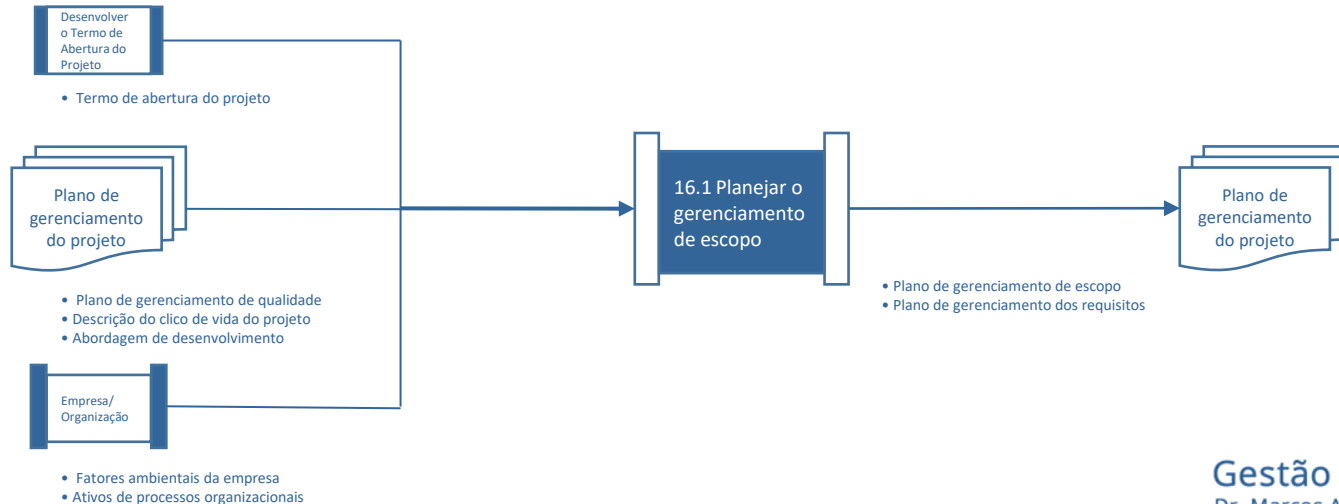 Desenvolver
o Termo de
Abertura do
Projeto
• Termo de abertura do projeto
Plano de
gerenciamento
do projeto
• Plano de gerenciamento de qualidade
• Descrição do clico de vida do projeto
• Abordagem de desenvolvimento
Empresa/
Organização
• Fatores ambientais da empresa
• Ativos de processos organizacionais
16.1 Planejar o
gerenciamento
de escopo
• Plano de gerenciamento de escopo
• Plano de gerenciamento dos requisitos
Plano de
gerenciamento
do projeto
Gestão
Dr. Marcos A